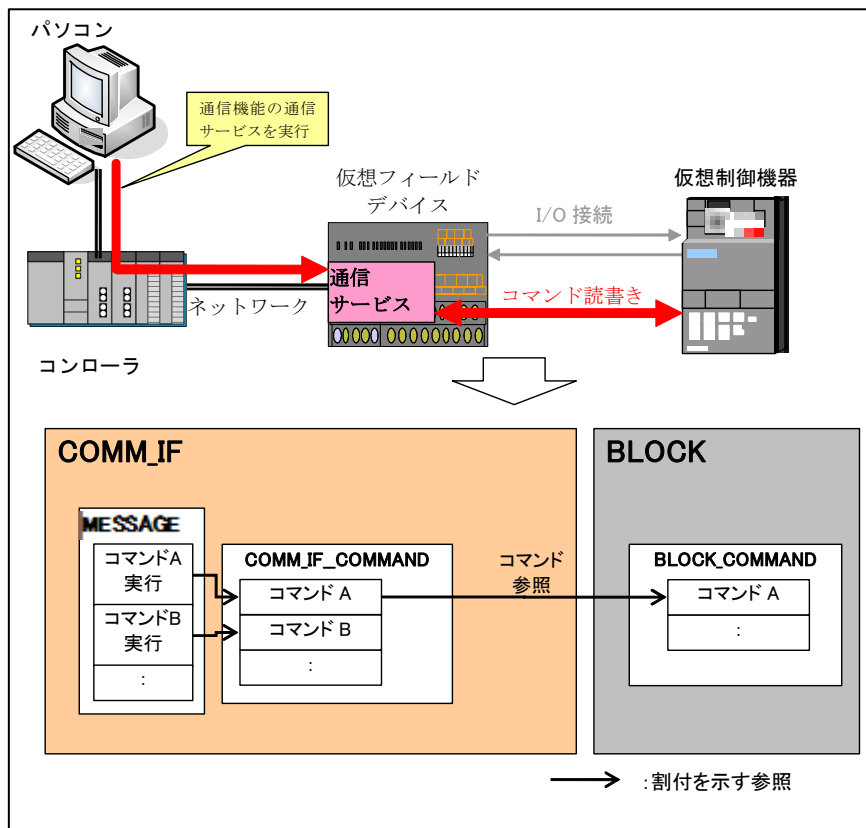 パソコン
通信機能の通信
サービスを実行
仮想フィールド
デバイス
仮想制御機器
I/O 接続
通信
サービス
ネットワーク
コマンド読書き
コンローラ
COMM_IF
BLOCK
MESSAGE
コマンドA
実行
コマンドB
実行
:
COMM_IF_COMMAND
コマンド A
コマンド B
:
コマンド
参照
BLOCK_COMMAND
コマンド A
:
:割付を示す参照